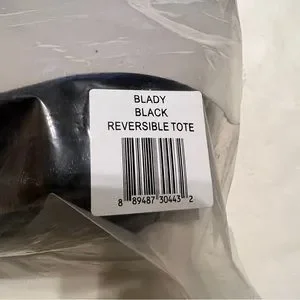 BLADY
BLACK
REVERSIBLE TOTE
8 89487 30443 2